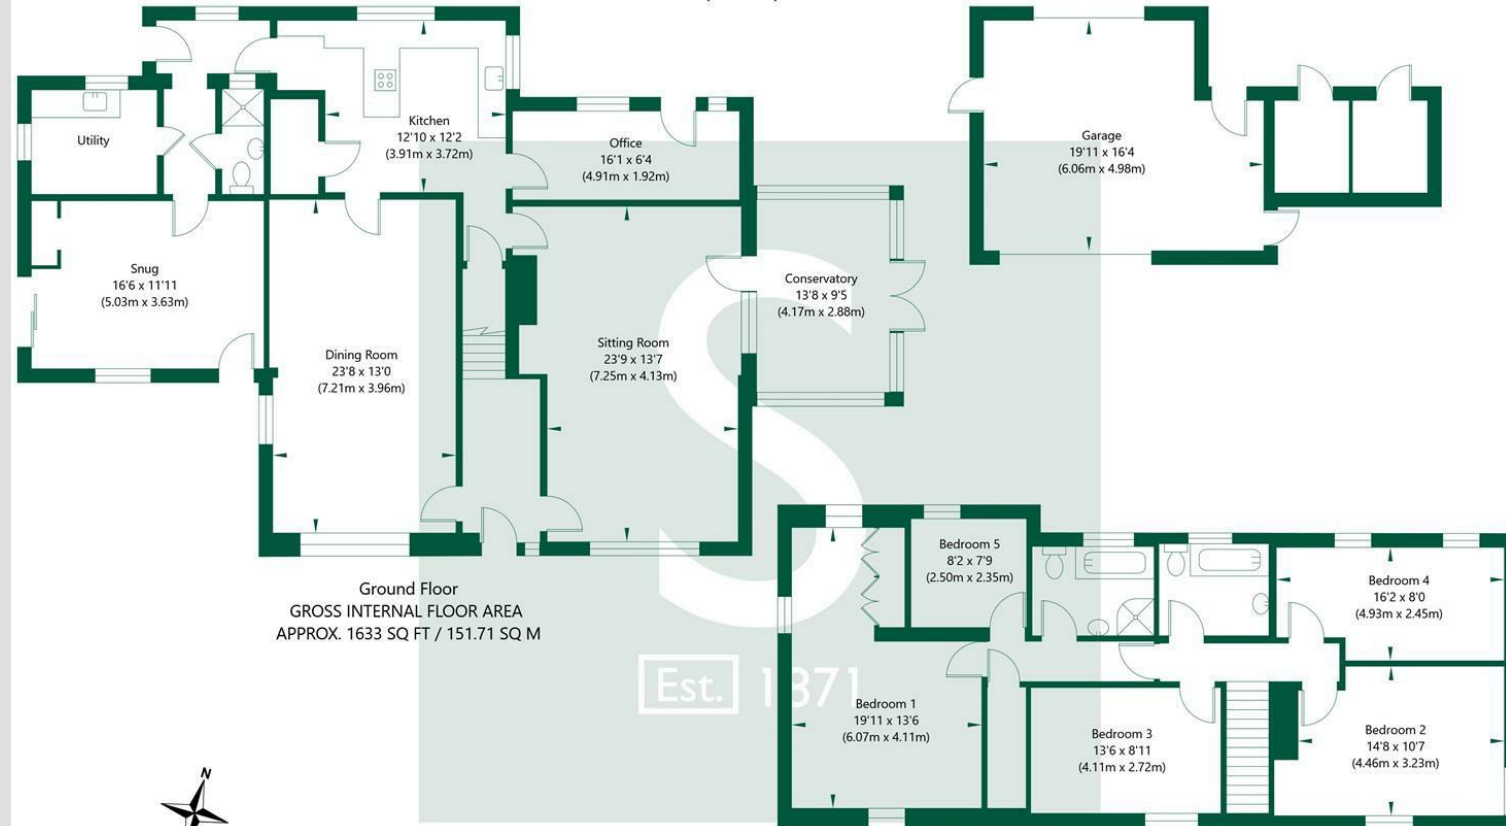 Kitchen
12'10 x 12'2
(3.91m x 3.72m)
Utility
Office
16'1 x 6'4
(4.91m x 1.92m)
Garage
19'11 x 16'4
(6.06m x 4.98m)
Snug
16'6 x 11'11
(5.03m x 3.63m)
Conservatory
13'8 x 9'5
(4.17m x 2.88m)
Dining Room
23'8 x 13'0
(7.21m x 3.96m)
Sitting Room
23'9 x 13'7
(7.25m x 4.13m)
S
Ground Floor
GROSS INTERNAL FLOOR AREA
APPROX. 1633 SQ FT / 151.71 SQ M
Bedroom 5
8'2 x 7'9
(2.50m x 2.35m)
Bedroom 4
16'2 x 8'0
(4.93m x 2.45m)
Est. 1871
Bedroom 1
19'11 x 13'6
(6.07m x 4.11m)
Bedroom 3
13'6 x 8'11
(4.11m x 2.72m)
Bedroom 2
14'8 x 10'7
(4.46m x 3.23m)
N